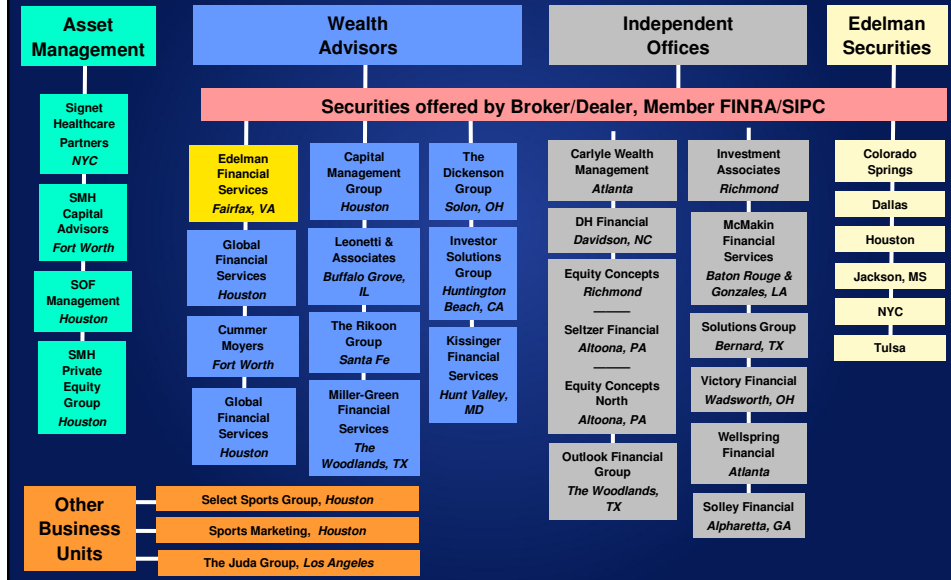 Asset
Management
Wealth
Advisors
Independent
Offices
Edelman
Securities
Securities offered by Broker/Dealer, Member FINRA/SIPC
Signet
Healthcare
Partners
NYC
SMH
Capital
Advisors
Fort Worth
SOF
Management
Houston
SMH
Private
Equity
Group
Houston
Edelman
Financial
Services
Fairfax, VA
Global
Financial
Services
Houston
Cummer
Moyers
Fort Worth
Global
Financial
Services
Houston
Capital
Management
Group
Houston
Leonetti &
Associates
Buffalo Grove,
IL
The Rikoon
Group
Santa Fe
Miller-Green
Financial
Services
The
Woodlands, TX
The
Dickenson
Group
Solon, OH
Investor
Solutions
Group
Huntington
Beach, CA
Kissinger
Financial
Services
Hunt Valley,
MD
Carlyle Wealth
Management
Atlanta
DH Financial
Davidson, NC
Equity Concepts
Richmond
Seltzer Financial
Altoona, PA
Equity Concepts
North
Altoona, PA
Outlook Financial
Group
The Woodlands,
TX
Investment
Associates
Richmond
McMakin
Financial
Services
Baton Rouge &
Gonzales, LA
Solutions Group
Bernard, TX
Victory Financial
Wadsworth, OH
Wellspring
Financial
Atlanta
Solley Financial
Alpharetta, GA
Colorado
Springs
Dallas
Houston
Jackson, MS
NYC
Tulsa
Other
Business
Units
Select Sports Group, Houston
Sports Marketing, Houston
The Juda Group, Los Angeles